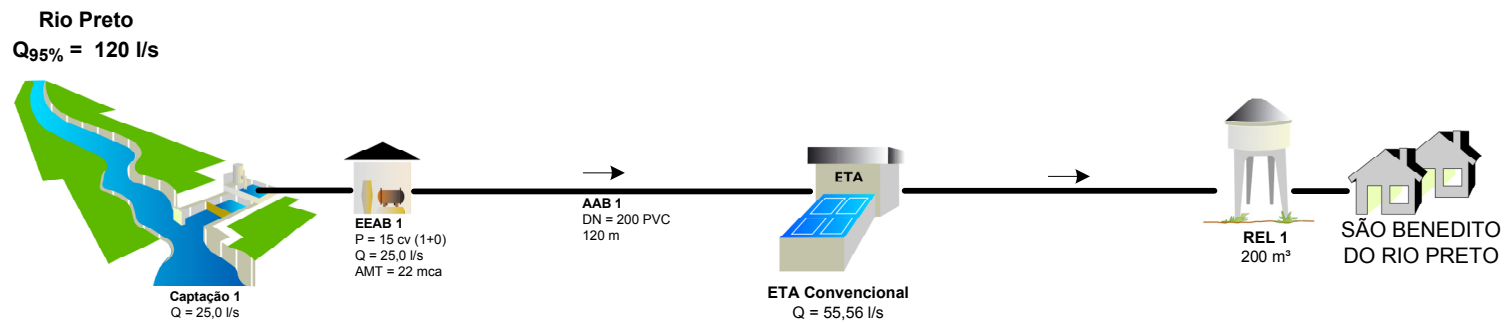 Rio Preto
Q95% = 120 l/s
Captação 1
Q = 25,0 l/s
EEAB 1
P = 15 cv (1+0)
Q = 25,0 l/s
AMT = 22 mca
AAB 1
DN = 200 PVC
120 m
ETA
ETA Convencional
Q = 55,56 l/s
REL 1
200 m³
SÃO BENEDITO
DO RIO PRETO